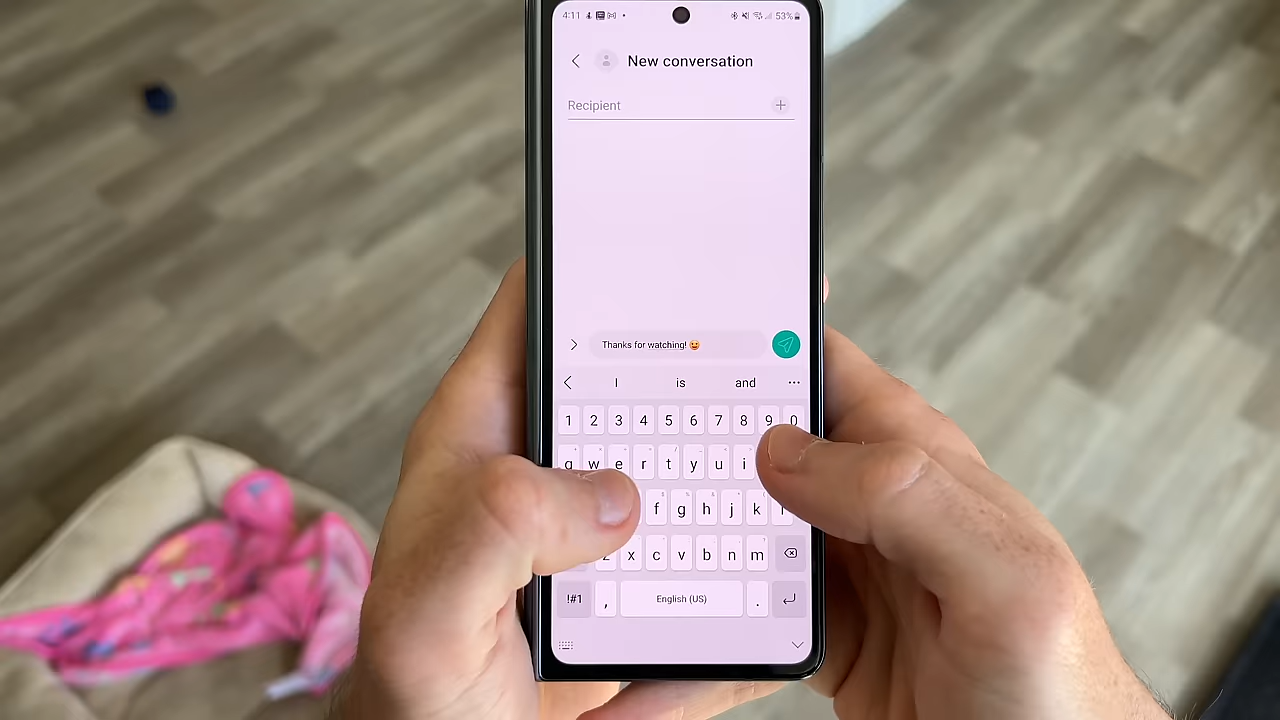 4:11 53%
New conversation
Recipient
Thanks for watching! 😀
I is and
1 2 3 4 5 6 7 8 9 0
q w e r t y u i
f g h j k l
z x c v b n m
!#1 , English (US) .